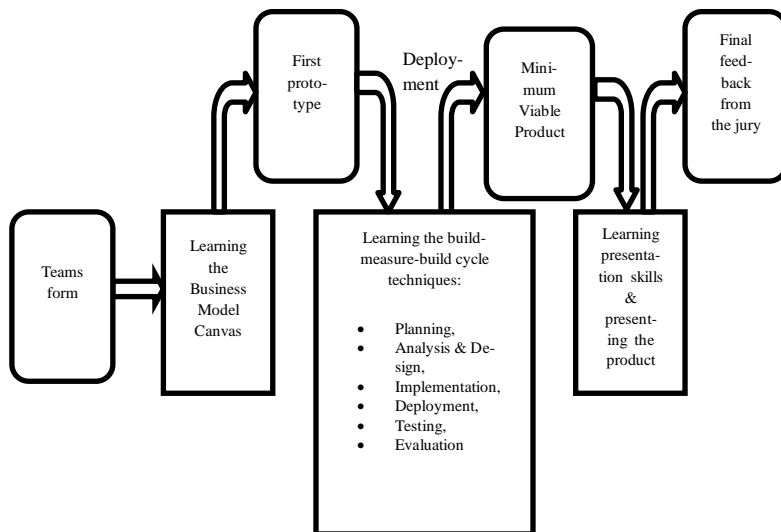 Teams
form
Learning
the
Business
Model
Canvas
First
proto-
type
Learning the build-
measure-build cycle
techniques:
• Planning,
• Analysis & De-
sign,
• Implementation,
• Deployment,
• Testing,
• Evaluation
Deploy-
ment
Mini-
mum
Viable
Product
Learning
presenta-
tion skills
&
present-
ing the
product
Final
feed-
back
from
the jury